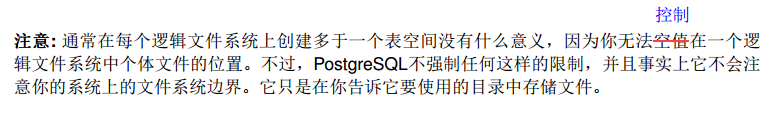 控制
注意: 通常在每个逻辑文件系统上创建多于一个表空间没有什么意义，因为你无法空值在一个逻
辑文件系统中个体文件的位置。不过，PostgreSQL不强制任何这样的限制，并且事实上它不会注
意你的系统上的文件系统边界。它只是在你告诉它要使用的目录中存储文件。